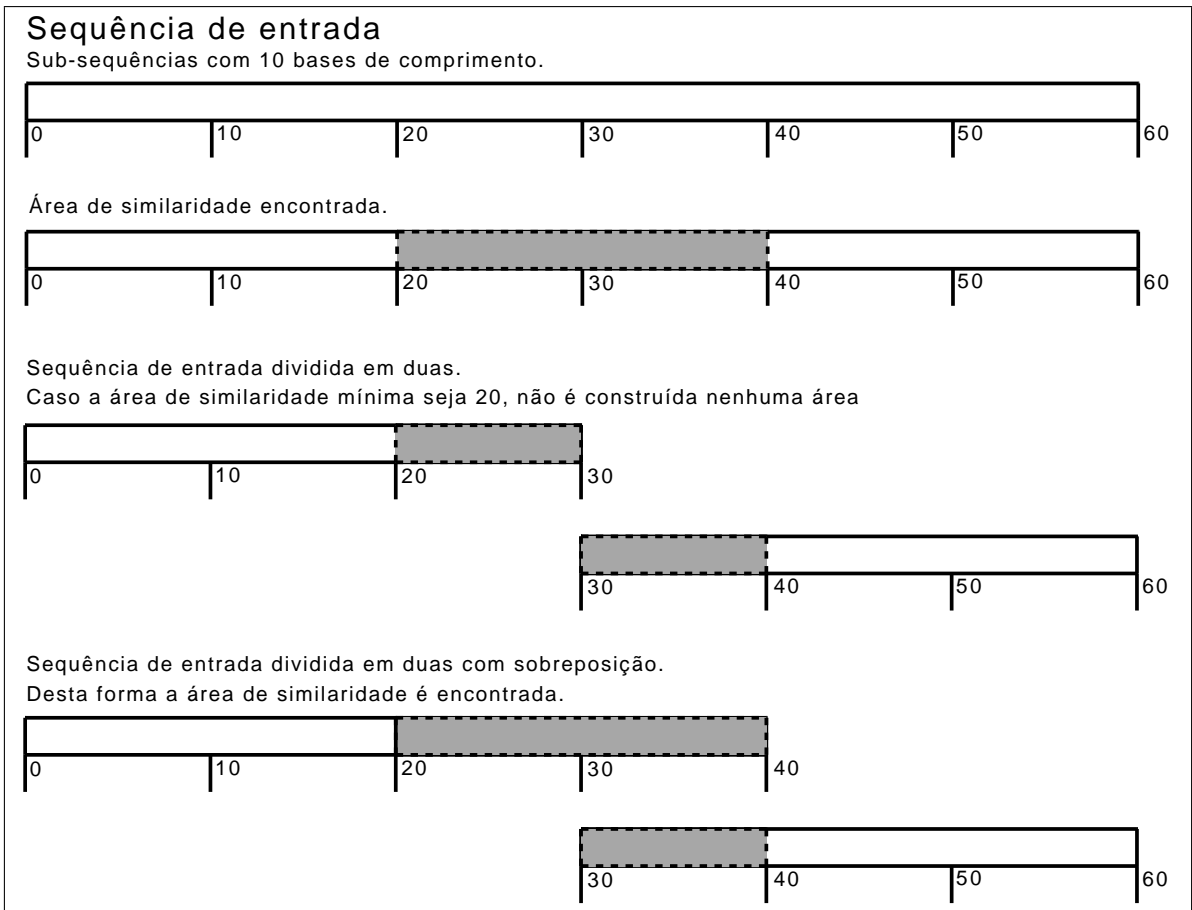 Sequência de entrada
Sub-sequências com 10 bases de comprimento.
0 10 20 30 40 50 60
Área de similaridade encontrada.
0 10 20 30 40 50 60
Sequência de entrada dividida em duas.
Caso a área de similaridade mínima seja 20, não é construída nenhuma área
0 10 20 30
30 40 50 60
Sequência de entrada dividida em duas com sobreposição.
Desta forma a área de similaridade é encontrada.
0 10 20 30 40
30 40 50 60